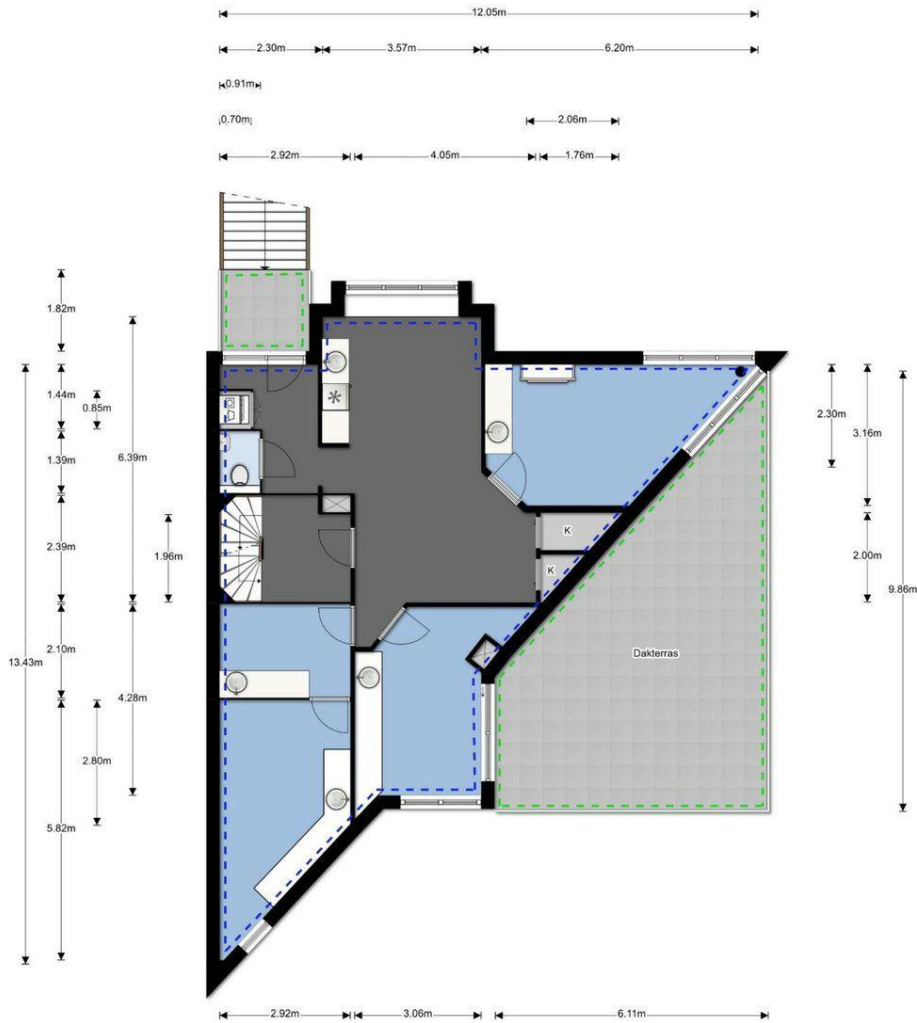 12.05m
2.30m
3.57m
6.20m
0.91m
0.70m
2.06m
2.92m
4.05m
1.76m
1.82m
1.44m
0.85m
6.39m
1.39m
2.39m
1.96m
2.10m
13.43m
4.28m
2.80m
5.82m
2.30m
3.16m
2.00m
9.86m
K
K
Dakterras
2.92m
3.06m
6.11m